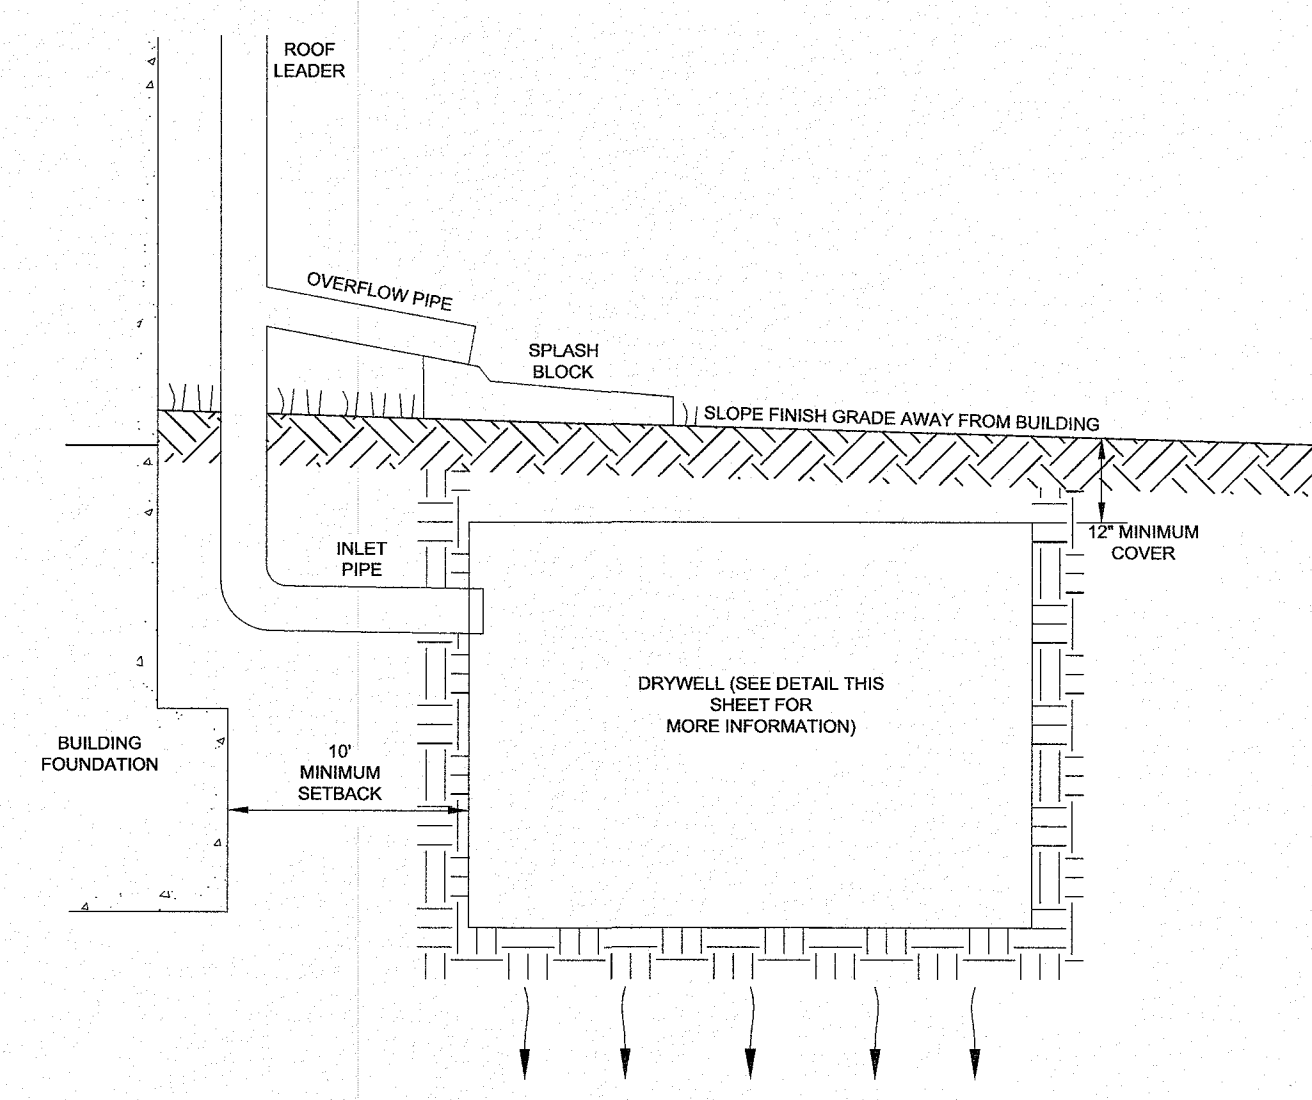 ROOF
LEADER
OVERFLOW PIPE
SPLASH
BLOCK
SLOPE FINISH GRADE AWAY FROM BUILDING
12" MINIMUM
COVER
INLET
PIPE
DRYWELL (SEE DETAIL THIS
SHEET FOR
MORE INFORMATION)
BUILDING
FOUNDATION
10'
MINIMUM
SETBACK